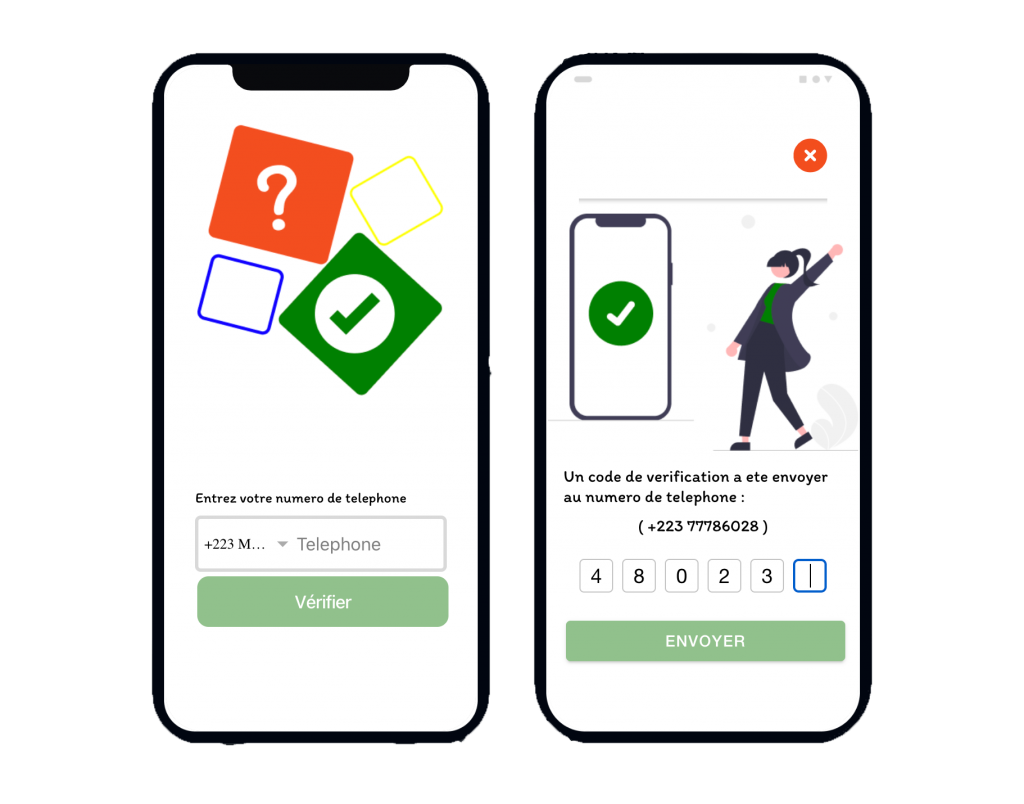 ?
Entrez votre numero de telephone
+223 M... Telephone
Vérifier
Un code de verification a ete envoyer
au numero de telephone :
( +223 77786028 )
4 8 0 2 3
ENVOYER